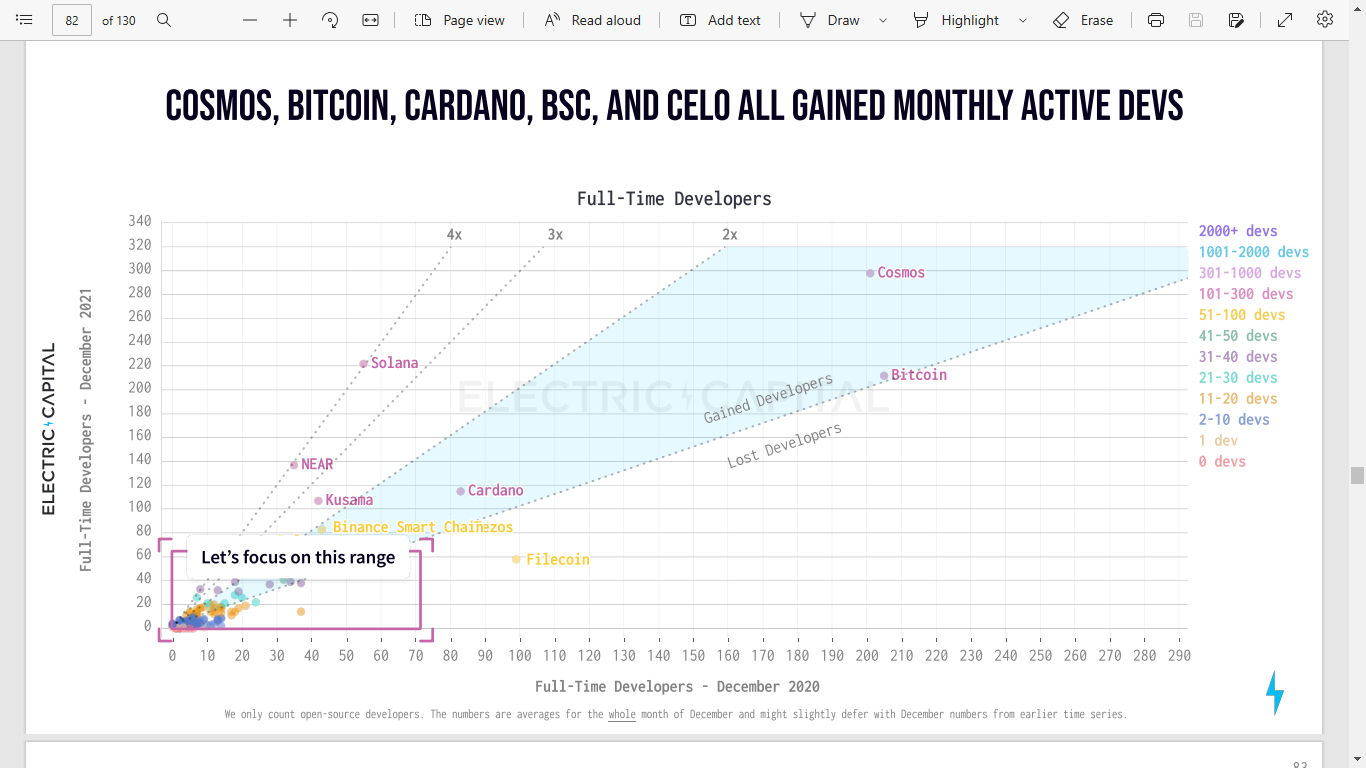 82 of 130 Page view Read aloud Add text Draw Highlight Erase
COSMOS, BITCOIN, CARDANO, BSC, AND CELO ALL GAINED MONTHLY ACTIVE DEVS
Full-Time Developers
340
320
300
280
260
240
220
200
180
160
140
120
100
80
60
40
20
0
Full-Time Developers - December 2021
ELECTRIC CAPITAL
4x 3x 2x
Cosmos
Solana
Bitcoin
ELECTRIC CAPITAL
Gained Developers
Lost Developers
NEAR
Cardano
Kusama
Binance Smart Chain
Tezos
Filecoin
Let's focus on this range
0 10 20 30 40 50 60 70 80 90 100 110 120 130 140 150 160 170 180 190 200 210 220 230 240 250 260 270 280 290
Full-Time Developers - December 2020
2000+ devs
1001-2000 devs
301-1000 devs
101-300 devs
51-100 devs
41-50 devs
31-40 devs
21-30 devs
11-20 devs
2-10 devs
1 dev
0 devs
We only count open-source developers. The numbers are averages for the whole month of December and might slightly defer with December numbers from earlier time series.
83